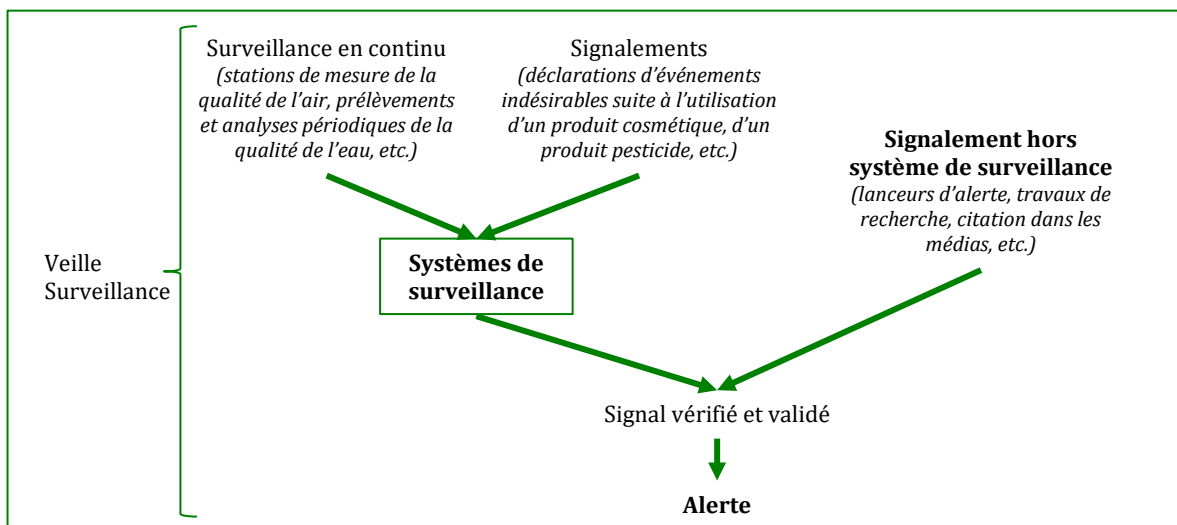 Surveillance en continu
(stations de mesure de la
qualité de l’air, prélèvements
et analyses périodiques de la
qualité de l’eau, etc.)
Signalements
(déclarations d’événements
indésirables suite à l’utilisation
d’un produit cosmétique, d’un
produit pesticide, etc.)
Signalement hors
système de surveillance
(lanceurs d’alerte, travaux de
recherche, citation dans les
médias, etc.)
Veille
Surveillance
Systèmes de
surveillance
Signal vérifié et validé
Alerte